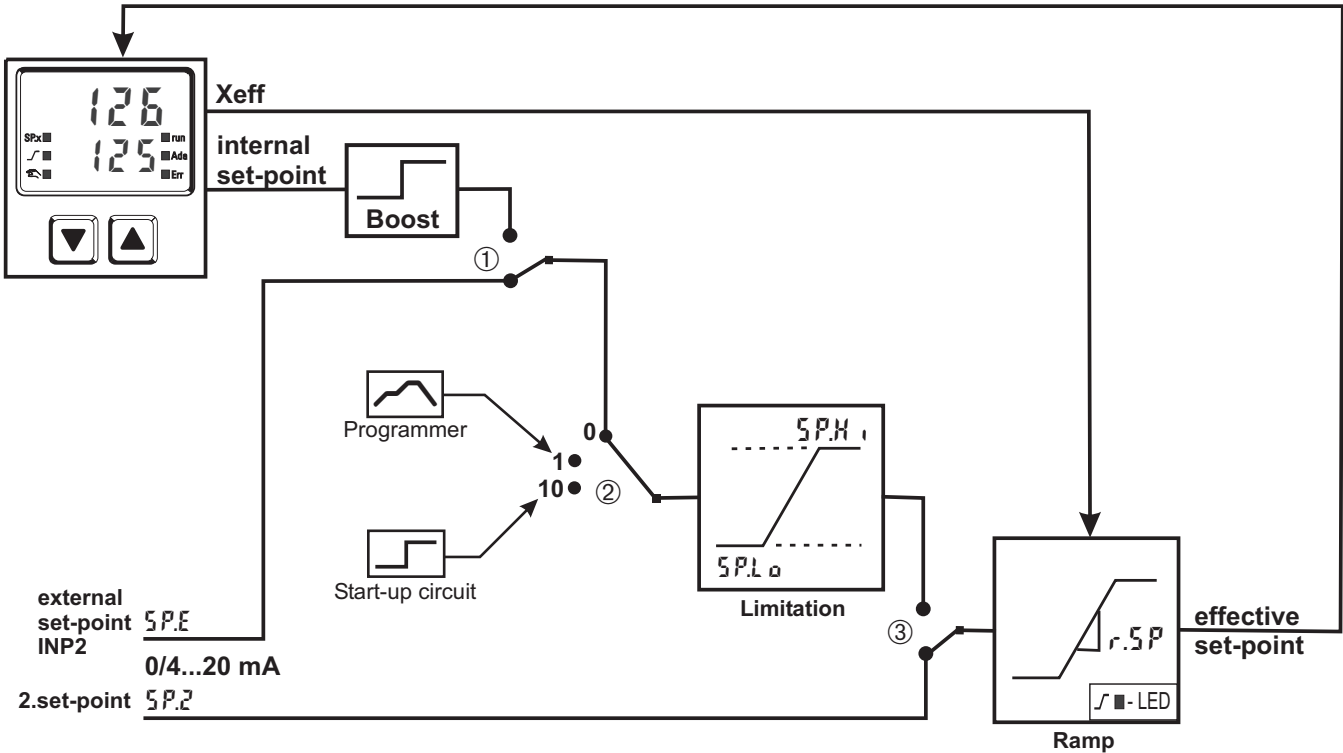 126
SP.x
run
125
Ada
Err
Xeff
internal
set-point
Boost
①
Programmer
0
1
10
②
Start-up circuit
SP.Hi
SP.Lo
Limitation
external
set-point SP.E
INP2
0/4...20 mA
2.set-point SP.2
③
r.SP
- LED
Ramp
effective
set-point